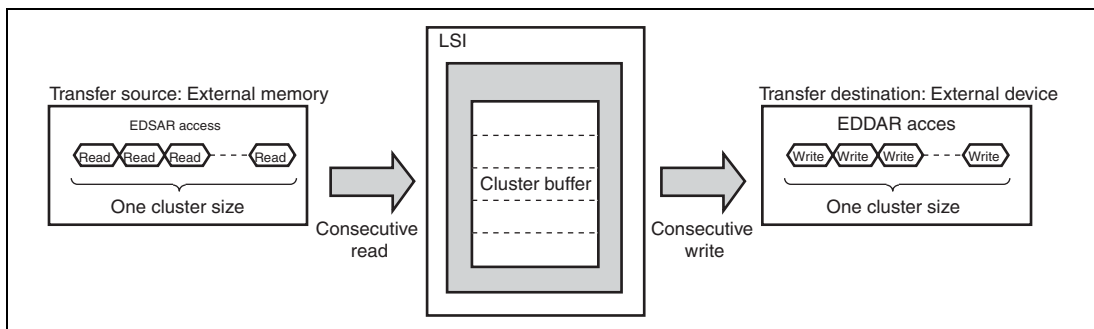 LSI
Transfer source: External memory
EDSAR access
Read Read Read Read
One cluster size
Consecutive
read
Cluster buffer
Consecutive
write
Transfer destination: External device
EDDAR acces
Write Write Write Write
One cluster size